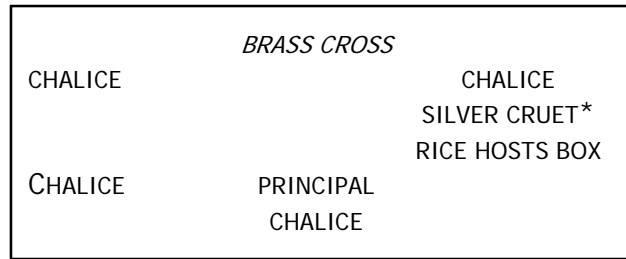 BRASS CROSS
CHALICE CHALICE
SILVER CRUET*
RICE HOSTS BOX
CHALICE PRINCIPAL
CHALICE